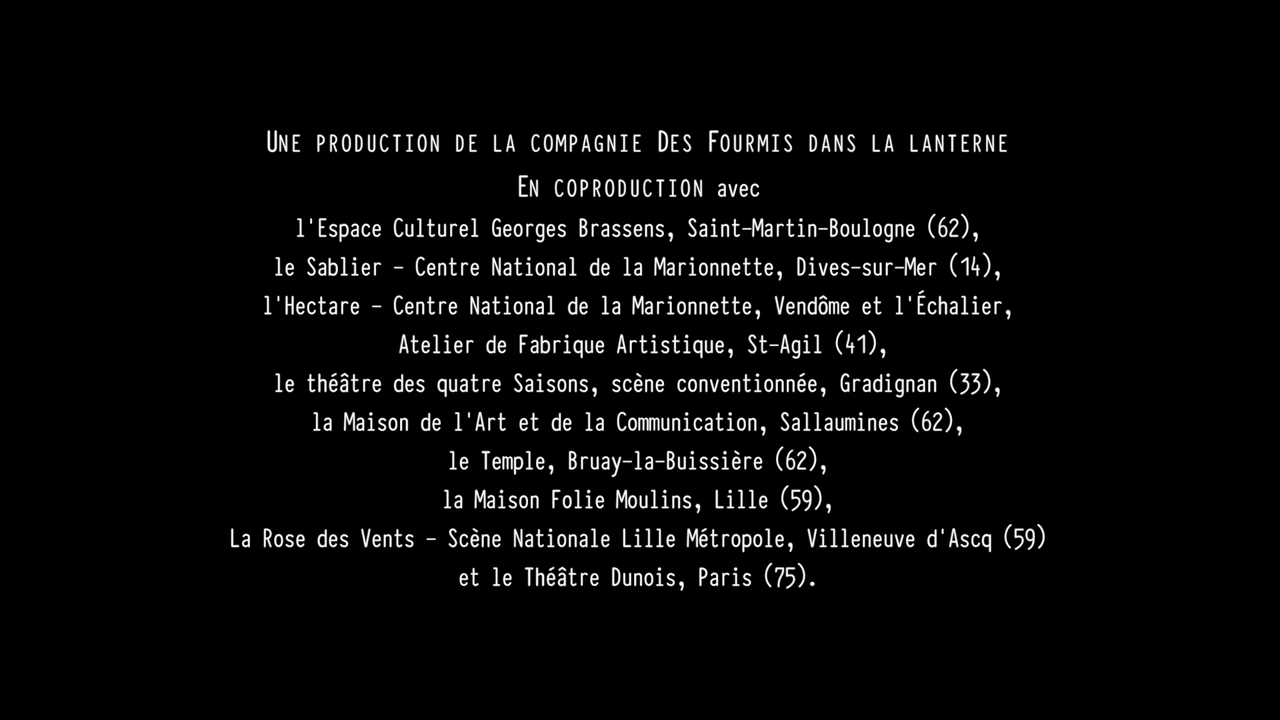 Une production de la compagnie Des Fourmis dans la lanterne
En coproduction avec
l'Espace Culturel Georges Brassens, Saint-Martin-Boulogne (62),
le Sablier - Centre National de la Marionnette, Dives-sur-Mer (14),
l'Hectare - Centre National de la Marionnette, Vendôme et l'Échalier,
Atelier de Fabrique Artistique, St-Agil (41),
le théâtre des quatre Saisons, scène conventionnée, Gradignan (33),
la Maison de l'Art et de la Communication, Sallaumines (62),
le Temple, Bruay-la-Buissière (62),
la Maison Folie Moulins, Lille (59),
La Rose des Vents - Scène Nationale Lille Métropole, Villeneuve d'Ascq (59)
et le Théâtre Dunois, Paris (75).